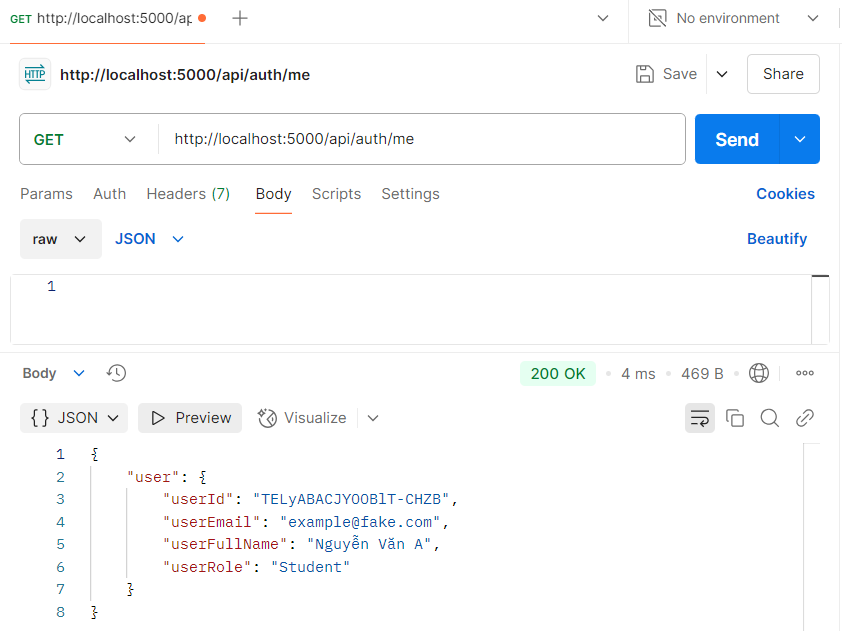 GET http://localhost:5000/ap
No environment
HTTP http://localhost:5000/api/auth/me
Save
Share
GET
http://localhost:5000/api/auth/me
Send
Params Auth Headers (7) Body Scripts Settings
Cookies
raw JSON
Beautify
1
Body
200 OK 4 ms 469 B
{} JSON Preview Visualize
1 {
2 "user": {
3 "userId": "TELyABACJYOOBlT-CHZB",
4 "userEmail": "example@fake.com",
5 "userFullName": "Nguyễn Văn A",
6 "userRole": "Student"
7 }
8 }